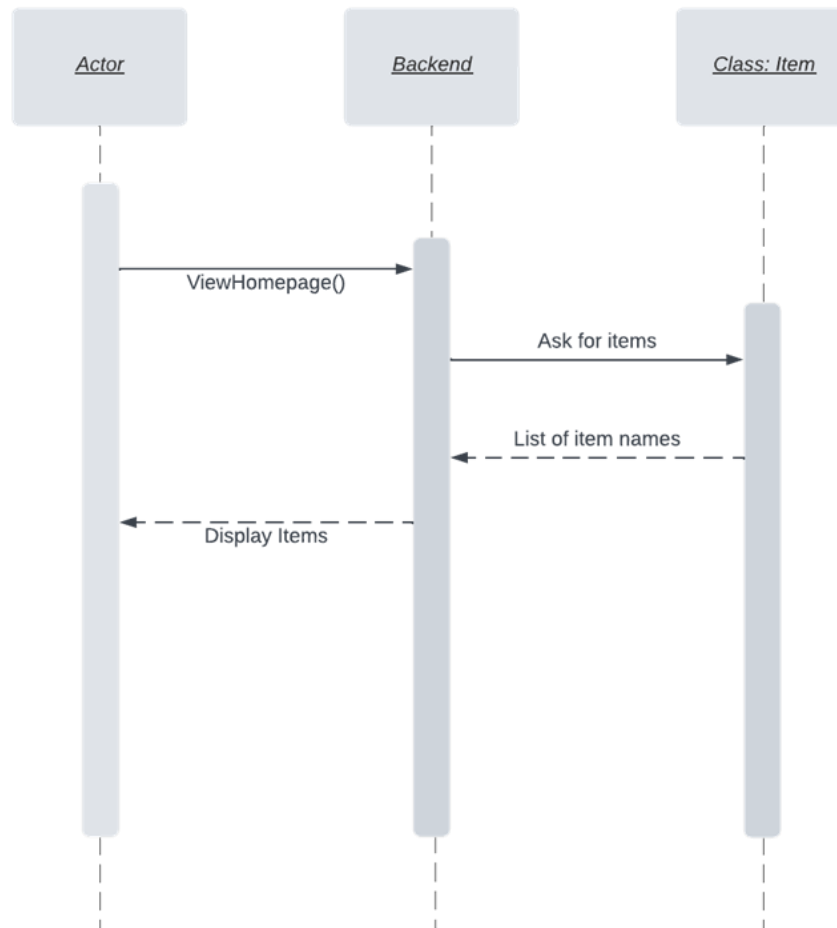 Actor
Backend
Class: Item
ViewHomepage()
Ask for items
List of item names
Display Items